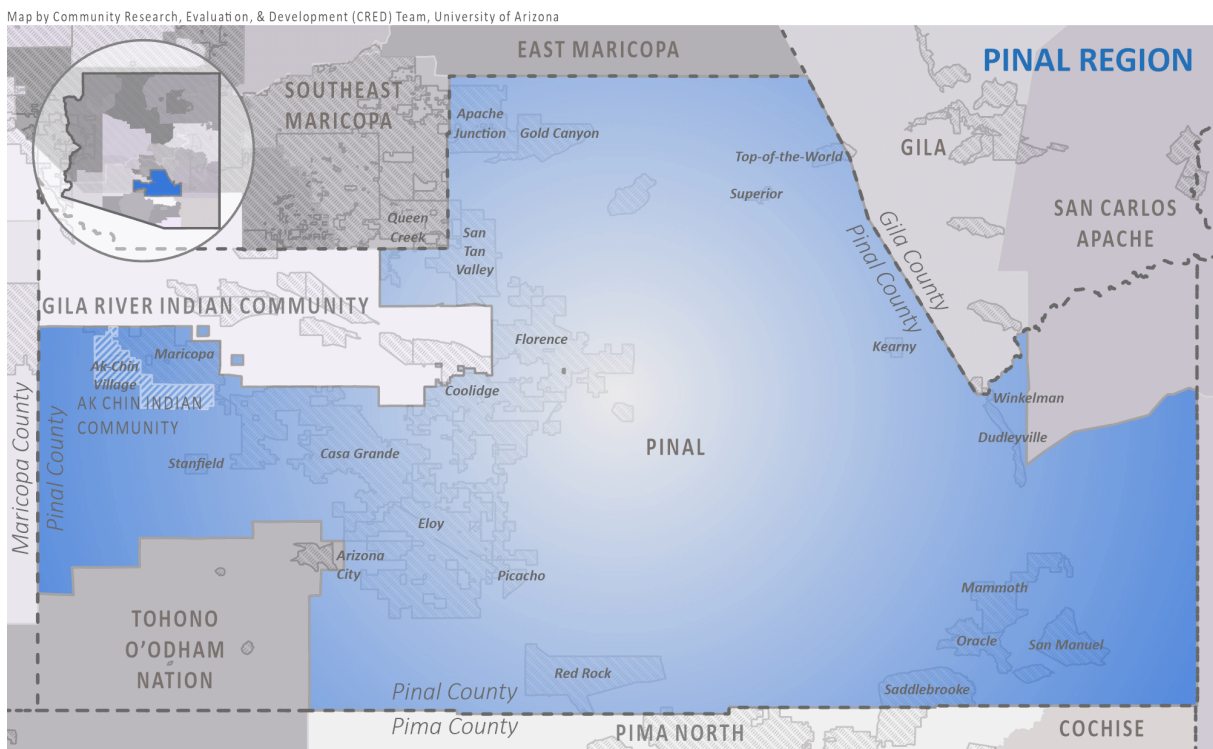 Map by Community Research, Evaluation, & Development (CRED) Team, University of Arizona
EAST MARICOPA
PINAL REGION
SOUTHEAST
MARICOPA
Apache
Junction
Gold Canyon
Top-of-the-World
GILA
Superior
SAN CARLOS
APACHE
Queen
Creek
San
Tan
Valley
Gila County
Pinal County
GILA RIVER INDIAN COMMUNITY
Florence
Kearny
Maricopa
Ak-Chin
Village
AK CHIN INDIAN
COMMUNITY
Coolidge
Winkelman
Dudleyville
Maricopa County
Pinal County
Stanfield
Casa Grande
PINAL
Eloy
Arizona
City
Picacho
Mammoth
TOHONO
O'ODHAM
NATION
Oracle
San Manuel
Red Rock
Saddlebrooke
Pinal County
Pima County
PIMA NORTH
COCHISE